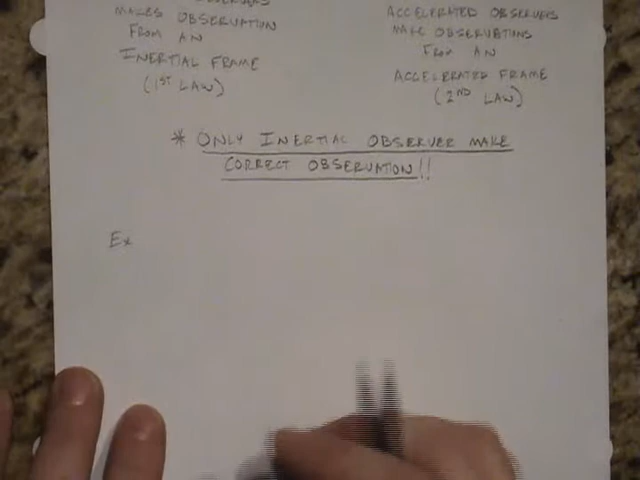 MAKES OBSERVATION
FROM AN
INERTIAL FRAME
(1ST LAW)
ACCELERATED OBSERVERS
MAKE OBSERVATIONS
FROM AN
ACCELERATED FRAME
(2ND LAW)
* ONLY INERTIAL OBSERVER MAKE
CORRECT OBSERVATION!!
Ex